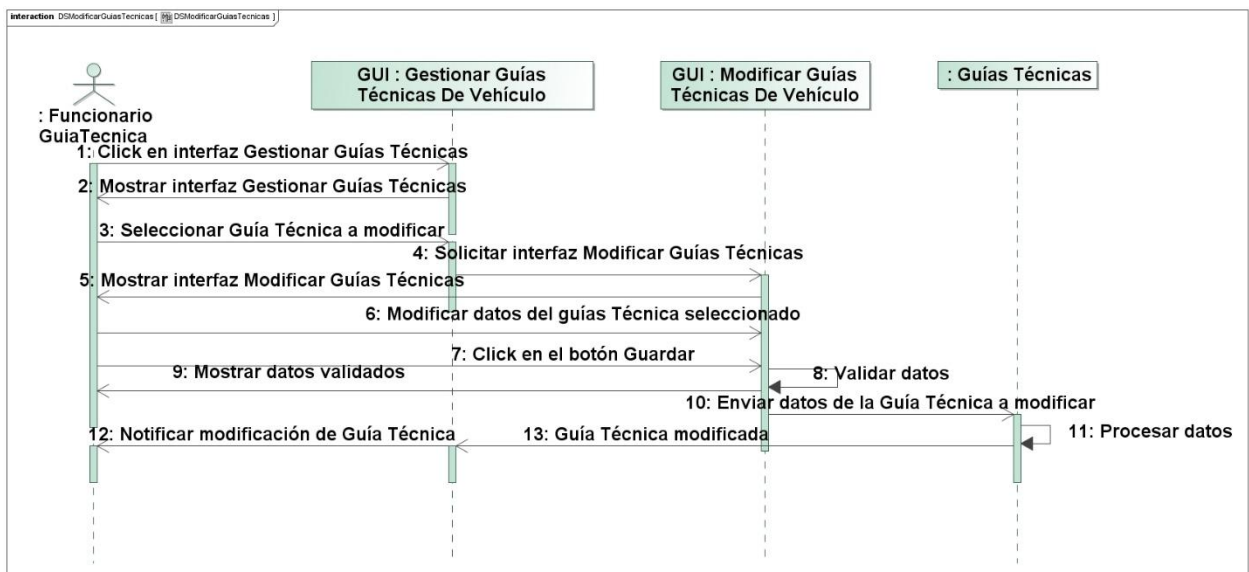 interaction DSModificarGuiasTecnicas [ DSModificarGuiasTecnicas ]
GUI : Gestionar Guías
Técnicas De Vehículo
GUI : Modificar Guías
Técnicas De Vehículo
: Guías Técnicas
: Funcionario
GuiaTecnica
1: Click en interfaz Gestionar Guías Técnicas
2: Mostrar interfaz Gestionar Guías Técnicas
3: Seleccionar Guía Técnica a modificar
4: Solicitar interfaz Modificar Guías Técnicas
5: Mostrar interfaz Modificar Guías Técnicas
6: Modificar datos del guías Técnica seleccionado
7: Click en el botón Guardar
9: Mostrar datos validados
8: Validar datos
10: Enviar datos de la Guía Técnica a modificar
12: Notificar modificación de Guía Técnica
13: Guía Técnica modificada
11: Procesar datos